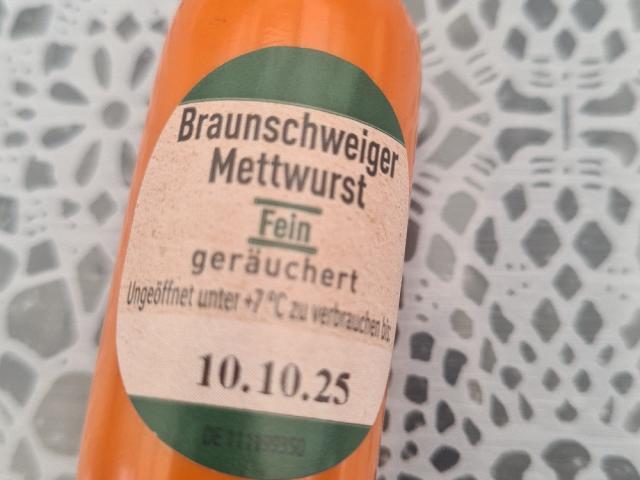 Braunschweiger
Mettwurst
Fein
geräuchert
Ungeöffnet unter +7 °C zu verbrauchen bis:
10.10.25